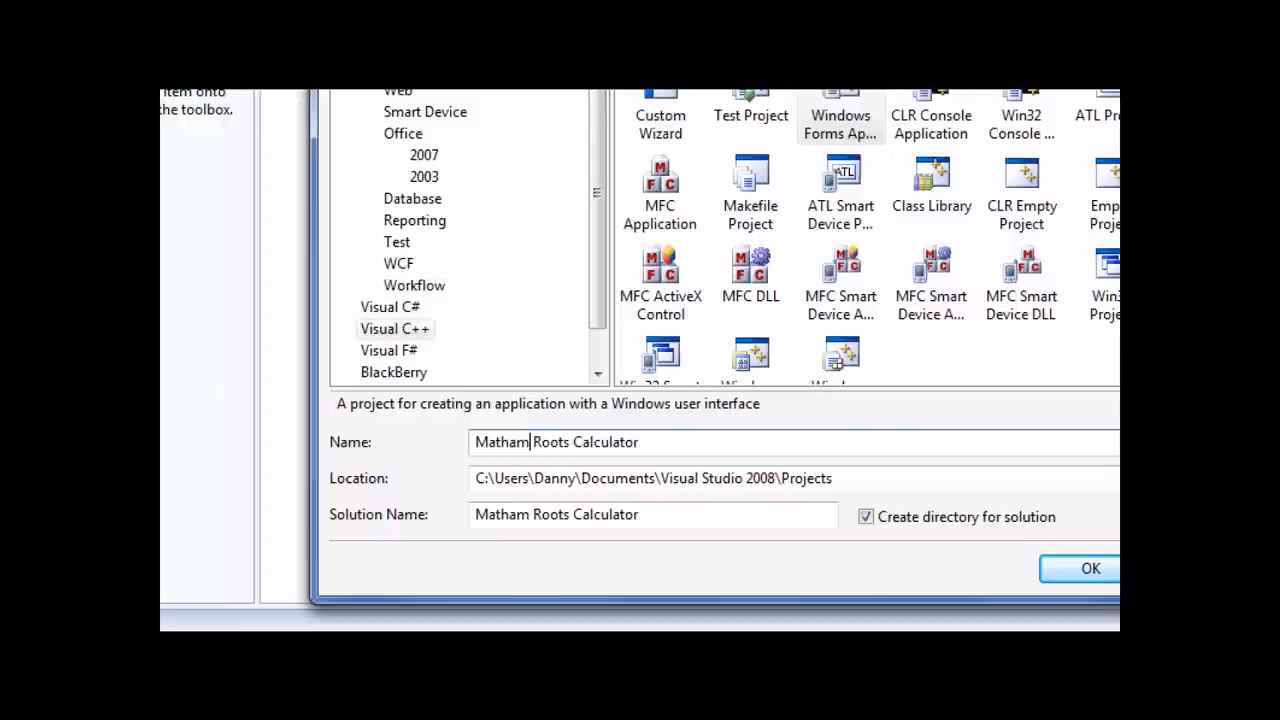 item onto
the toolbox.
Web
Smart Device
Office
2007
2003
Database
Reporting
Test
WCF
Workflow
Visual C#
Visual C++
Visual F#
BlackBerry
Custom
Wizard
Test Project
Windows
Forms Ap...
CLR Console
Application
Win32
Console ...
ATL
MFC
Application
Makefile
Project
ATL
ATL Smart
Device P...
Class Library
CLR Empty
Project
MFC ActiveX
Control
MFC DLL
MFC Smart
Device A...
MFC Smart
Device A...
MFC Smart
Device DLL
A project for creating an application with a Windows user interface
Name:
Matham Roots Calculator
Location:
C:\Users\Danny\Documents\Visual Studio 2008\Projects
Solution Name:
Matham Roots Calculator
Create directory for solution
OK